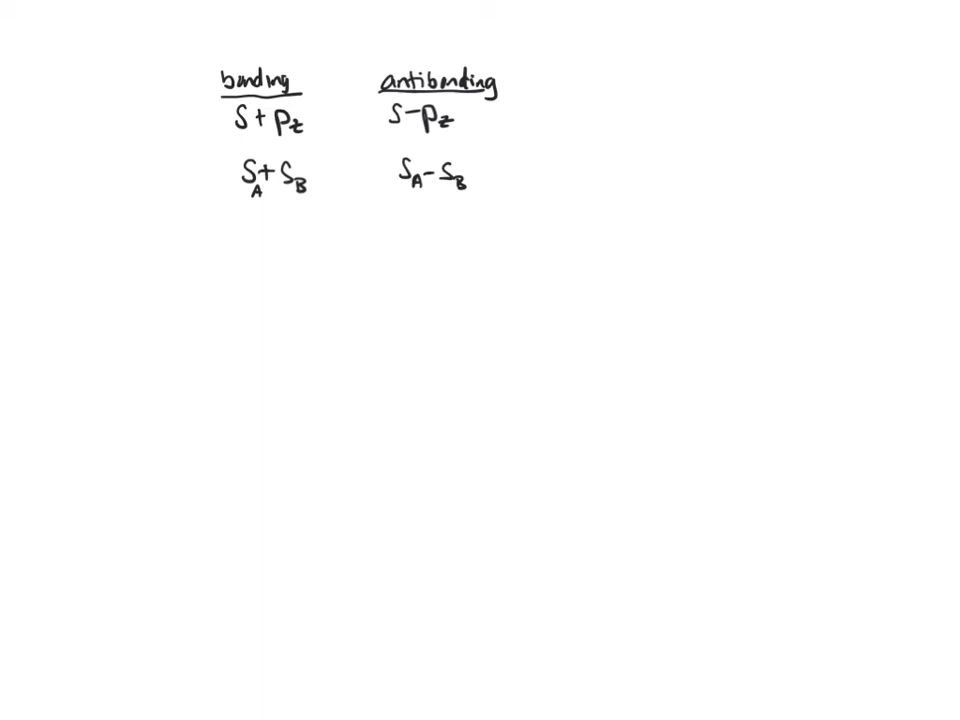 bonding antibonding
S + Pz S - Pz
SA + SB SA - SB